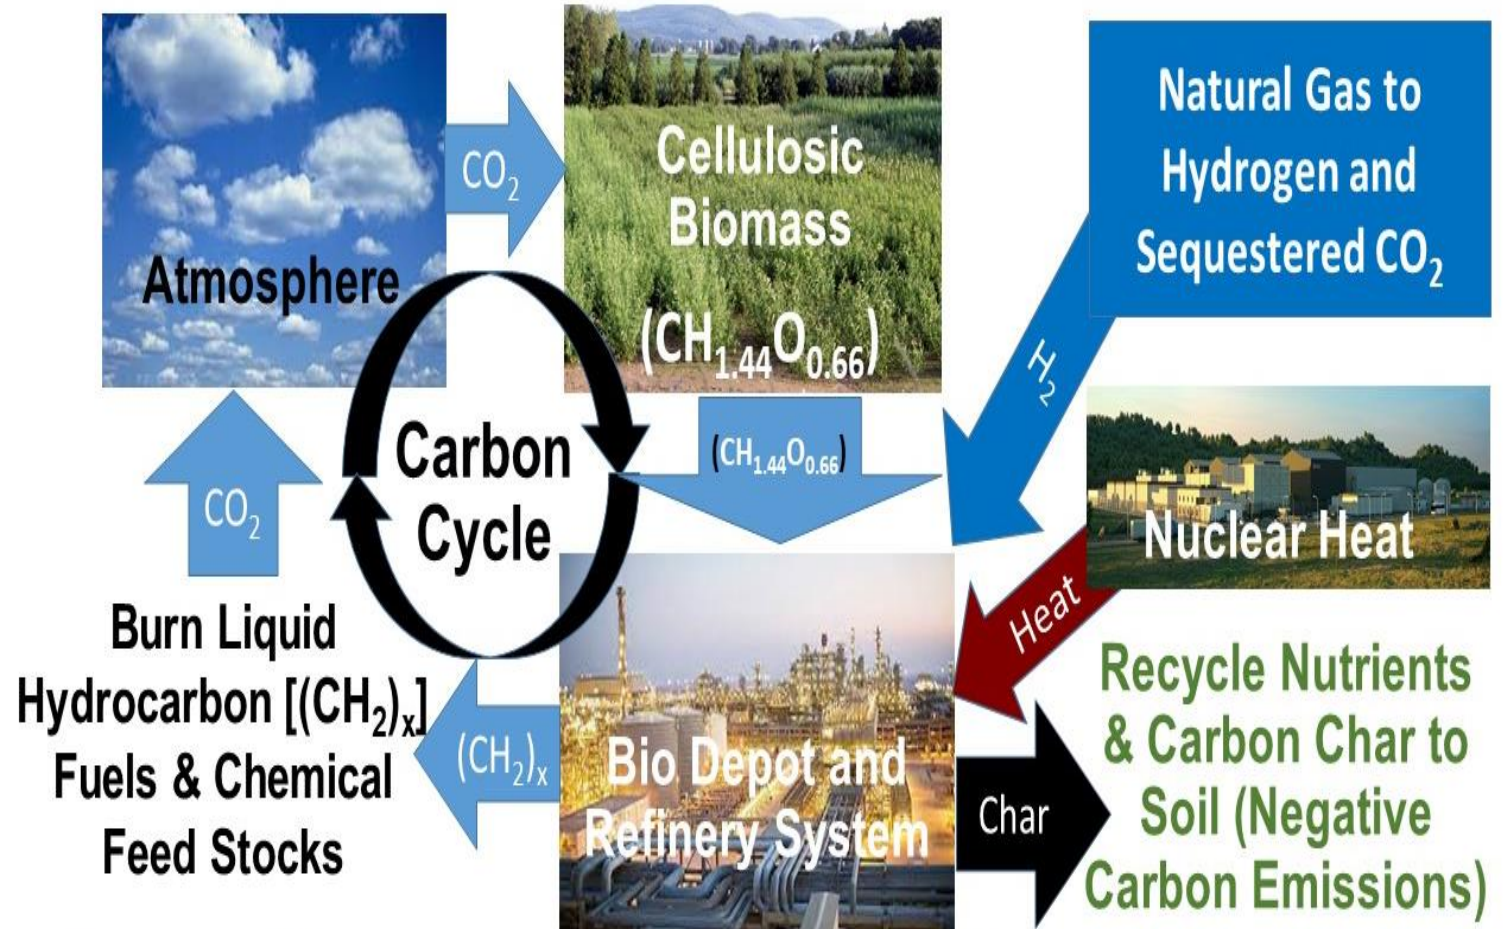 Atmosphere
CO₂
Cellulosic
Biomass
(CH₁.₄₄O₀.₆₆)
Natural Gas to
Hydrogen and
Sequestered CO₂
H₂
Carbon
Cycle
(CH₁.₄₄O₀.₆₆)
Nuclear Heat
Heat
CO₂
Burn Liquid
Hydrocarbon [(CH₂)ₓ]
Fuels & Chemical
Feed Stocks
(CH₂)ₓ
Bio Depot and
Refinery System
Char
Recycle Nutrients
& Carbon Char to
Soil (Negative
Carbon Emissions)